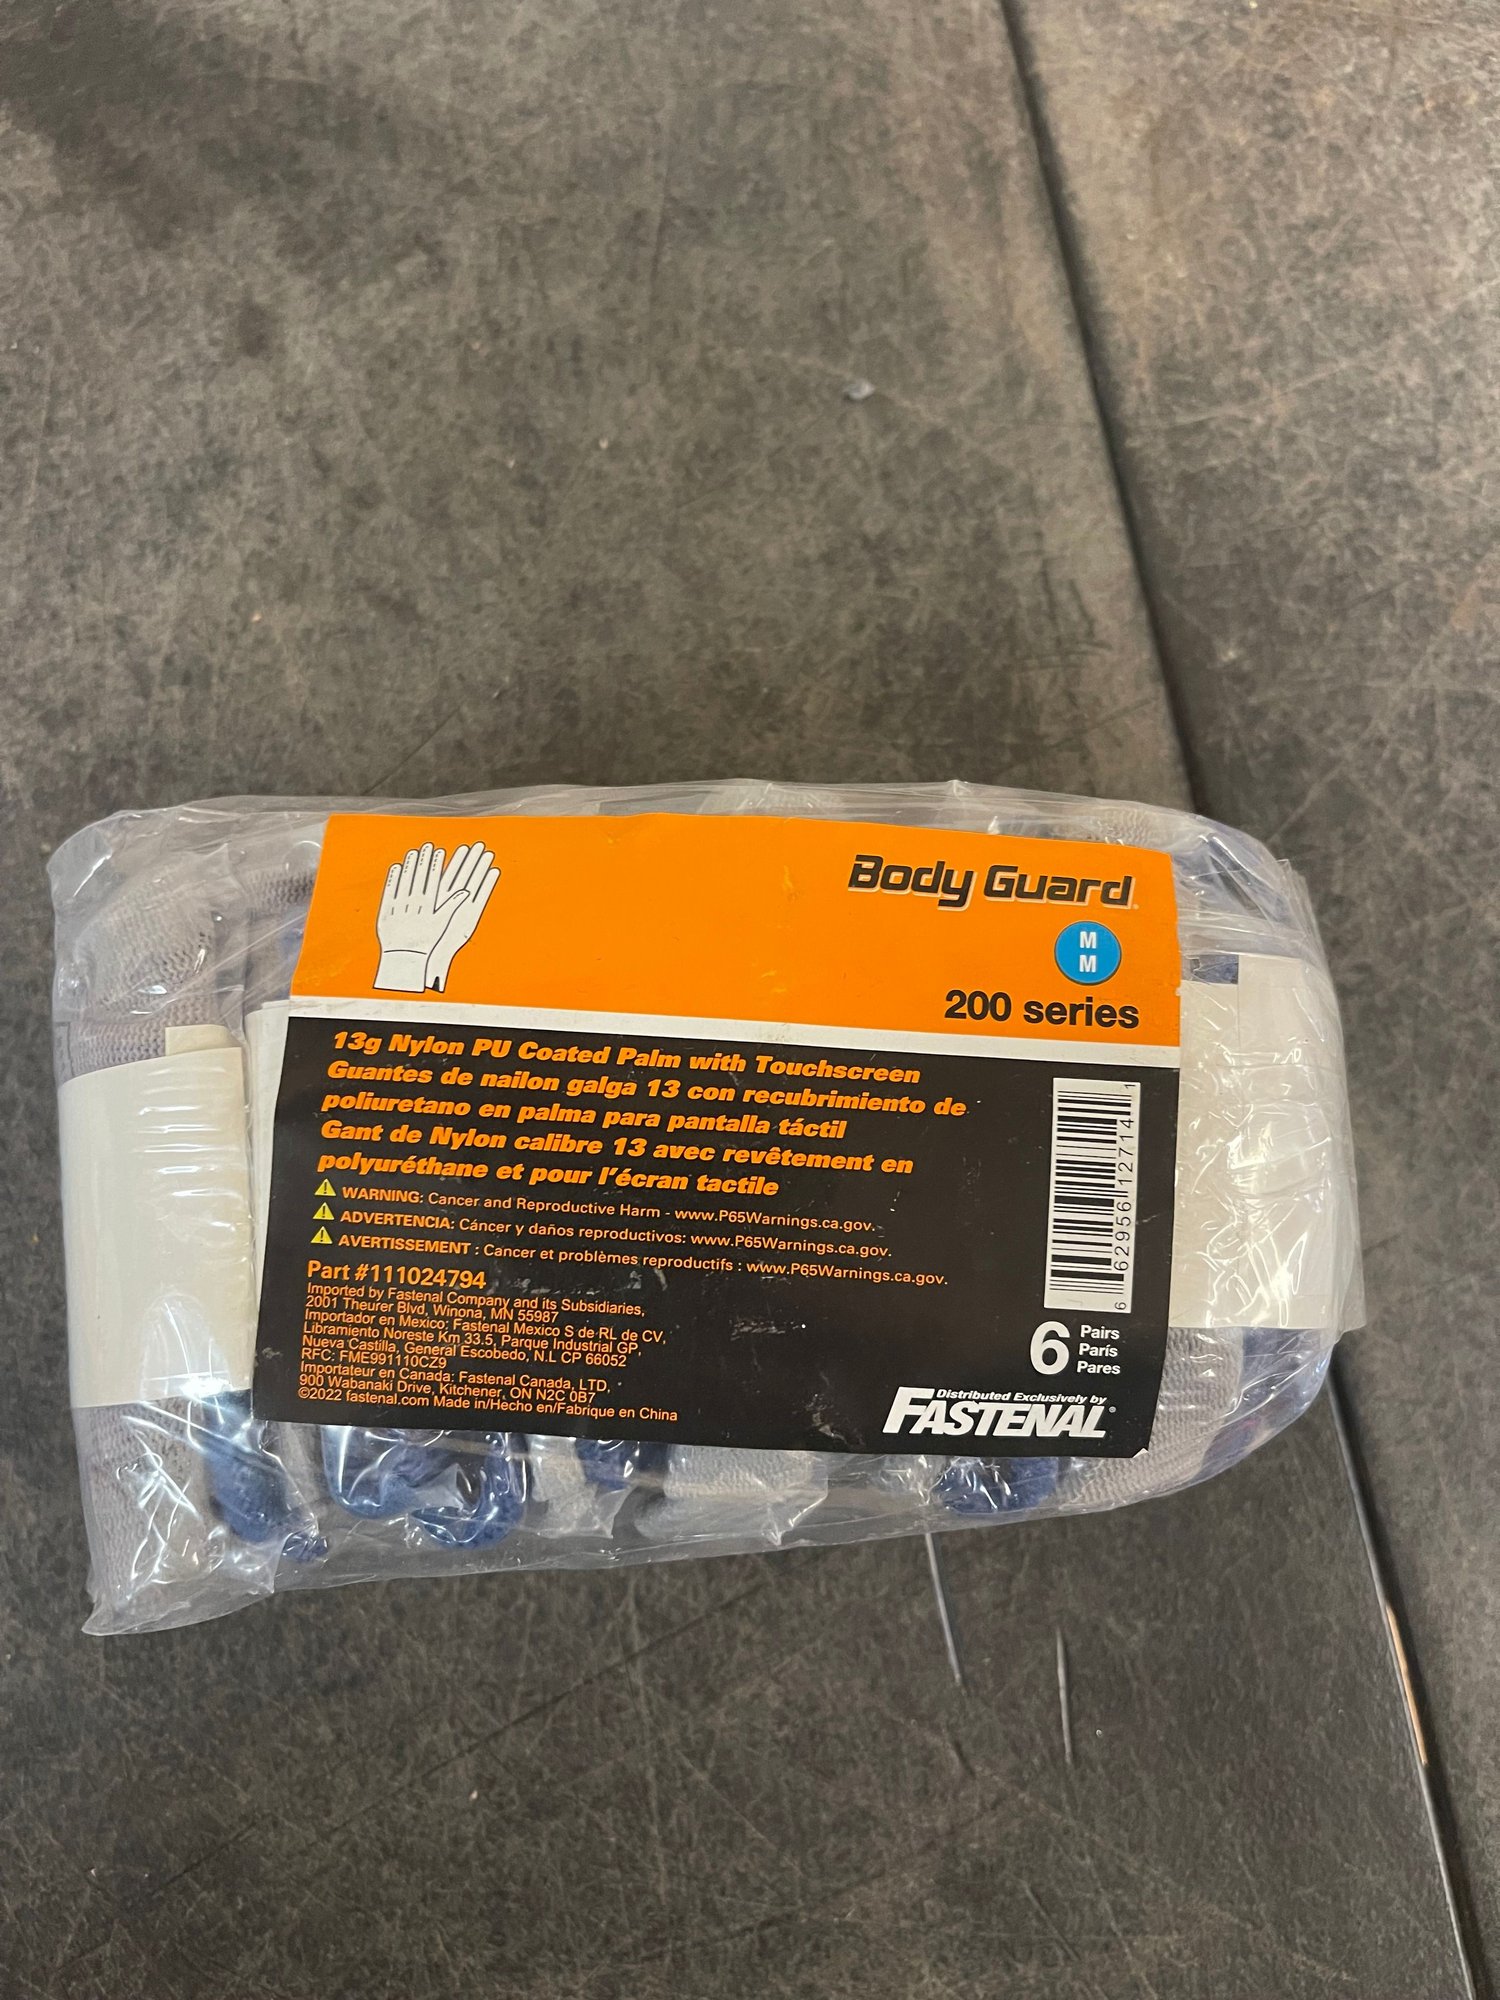 Body Guard
M
M
200 series
13g Nylon PU Coated Palm with Touchscreen
Guantes de nailon galga 13 con recubrimiento de
poliuretano en palma para pantalla táctil
Gant de Nylon calibre 13 avec revêtement en
polyuréthane et pour l'écran tactile
WARNING: Cancer and Reproductive Harm - www.P65Warnings.ca.gov.
ADVERTENCIA: Cáncer y daños reproductivos: www.P65Warnings.ca.gov.
AVERTISSEMENT : Cancer et problèmes reproductifs : www.P65Warnings.ca.gov.
Part #111024794
Imported by Fastenal Company and its Subsidiaries,
2001 Theurer Blvd, Winona, MN 55987
Importador en Mexico: Fastenal Mexico S de RL de CV,
Libramiento Noreste Km 33.5, Parque Industrial GP,
Nueva Castilla, General Escobedo, N.L CP 66052
RFC: FME991110CZ9
Importateur en Canada: Fastenal Canada, LTD,
900 Wabanaki Drive, Kitchener, ON N2C 0B7
©2022 fastenal.com Made in/Hecho en/Fabrique en China
6 62956 12714 1
6 Pairs
París
Pares
Distributed Exclusively by
FASTENAL®